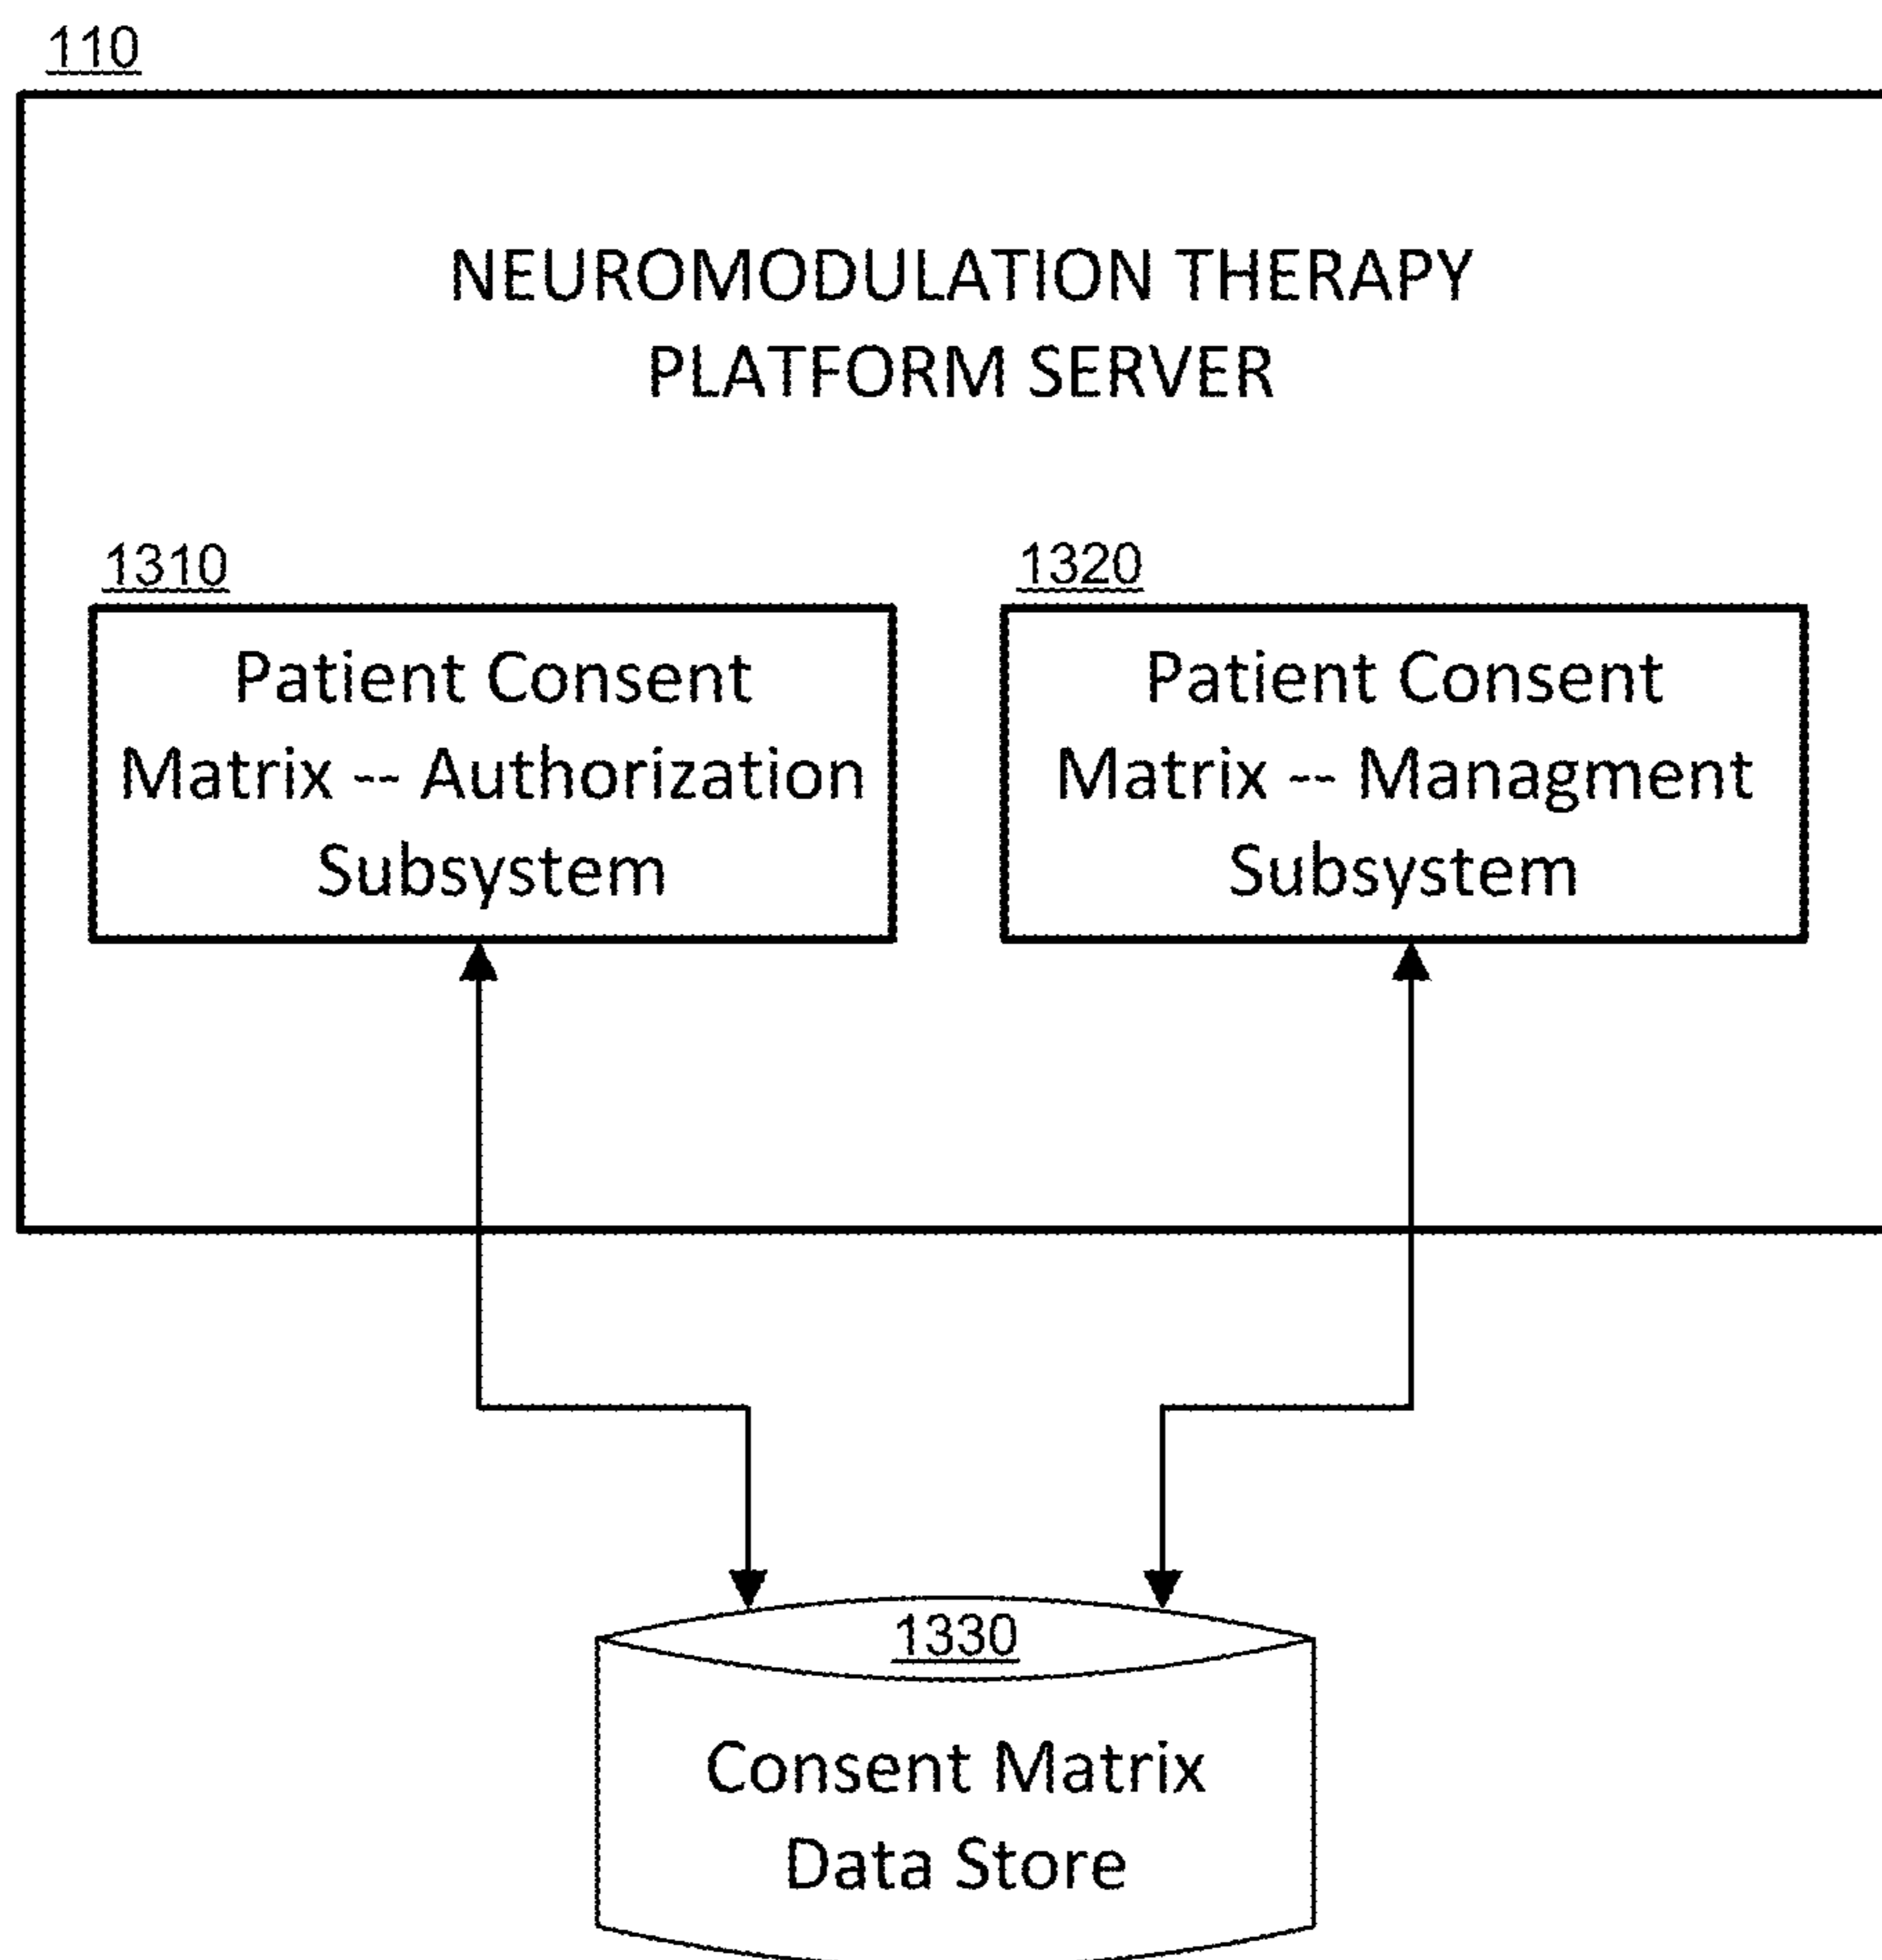 110
NEUROMODULATION THERAPY
PLATFORM SERVER
1310
Patient Consent
Matrix -- Authorization
Subsystem
1320
Patient Consent
Matrix -- Managment
Subsystem
1330
Consent Matrix
Data Store